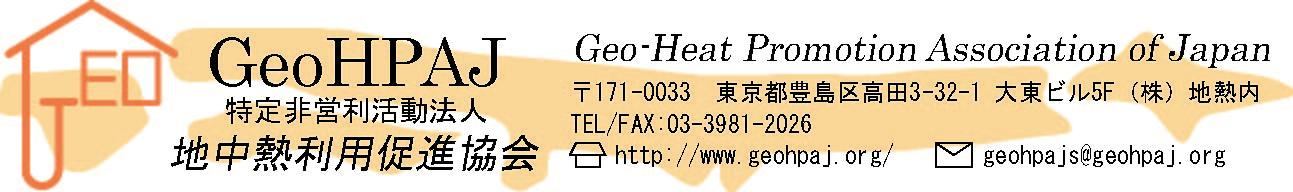 GEO
GeoHPAJ
特定非営利活動法人
地中熱利用促進協会
Geo-Heat Promotion Association of Japan
〒171-0033 東京都豊島区高田3-32-1 大東ビル5F (株) 地熱内
TEL/FAX:03-3981-2026
http://www.geohpaj.org/ geohpajs@geohpaj.org